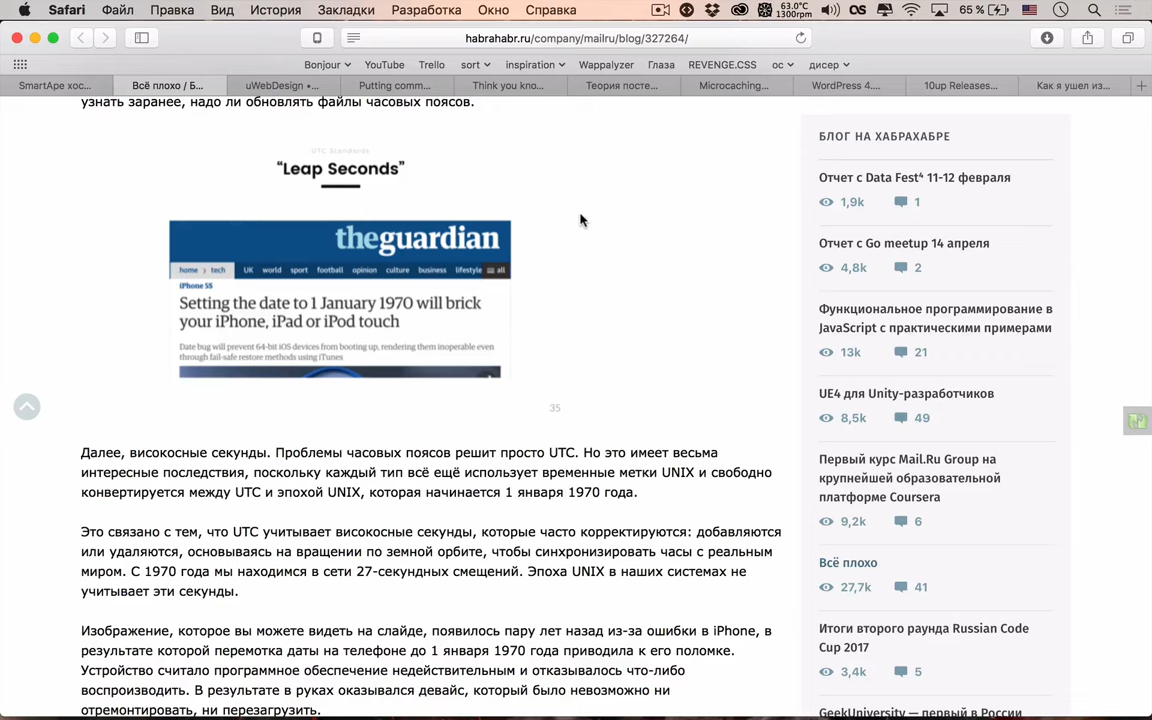 Safari Файл Правка Вид История Закладки Разработка Окно Справка 63.0°C 1300rpm 65 %
habrahabr.ru/company/mailru/blog/327264/
Bonjour YouTube Trello sort inspiration Wappalyzer Глаза REVENGE.CSS ос дисер
SmartApe хос... Всё плохо / Б... uWebDesign •... Putting comm... Think you kno... Теория посте... Microcaching... WordPress 4.... 10up Releases... Как я ушел из...
узнать заранее, надо ли обновлять файлы часовых поясов.
UTC Standards
“Leap Seconds”
theguardian
home › tech UK world sport football opinion culture business lifestyle all
iPhone 5S
Setting the date to 1 January 1970 will brick
your iPhone, iPad or iPod touch
Date bug will prevent 64-bit iOS devices from booting up, rendering them inoperable even
through fail-safe restore methods using iTunes
35
Далее, високосные секунды. Проблемы часовых поясов решит просто UTC. Но это имеет весьма
интересные последствия, поскольку каждый тип всё ещё использует временные метки UNIX и свободно
конвертируется между UTC и эпохой UNIX, которая начинается 1 января 1970 года.
Это связано с тем, что UTC учитывает високосные секунды, которые часто корректируются: добавляются
или удаляются, основываясь на вращении по земной орбите, чтобы синхронизировать часы с реальным
миром. С 1970 года мы находимся в сети 27-секундных смещений. Эпоха UNIX в наших системах не
учитывает эти секунды.
Изображение, которое вы можете видеть на слайде, появилось пару лет назад из-за ошибки в iPhone, в
результате которой перемотка даты на телефоне до 1 января 1970 года приводила к его поломке.
Устройство считало программное обеспечение недействительным и отказывалось что-либо
воспроизводить. В результате в руках оказывался девайс, который было невозможно ни
отремонтировать, ни перезагрузить.
БЛОГ НА ХАБРАХАБРЕ
Отчет с Data Fest⁴ 11-12 февраля
1,9k 1
Отчет с Go meetup 14 апреля
4,8k 2
Функциональное программирование в
JavaScript с практическими примерами
13k 21
UE4 для Unity-разработчиков
8,5k 49
Первый курс Mail.Ru Group на
крупнейшей образовательной
платформе Coursera
9,2k 6
Всё плохо
27,7k 41
Итоги второго раунда Russian Code
Cup 2017
3,4k 5
GeekUniversity — первый в России